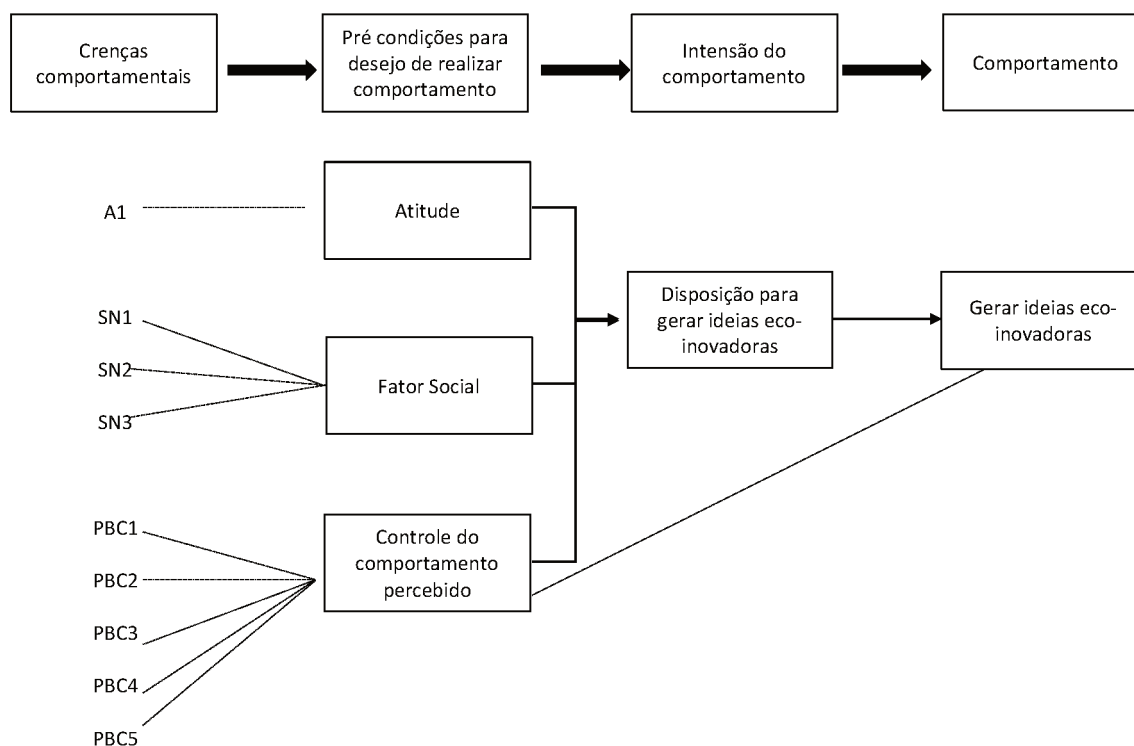 Crenças
comportamentais
Pré condições para
desejo de realizar
comportamento
Intensão do
comportamento
Comportamento
A1
Atitude
SN1
SN2
SN3
Fator Social
Disposição para
gerar ideias eco-
inovadoras
Gerar ideias eco-
inovadoras
PBC1
PBC2
PBC3
PBC4
PBC5
Controle do
comportamento
percebido